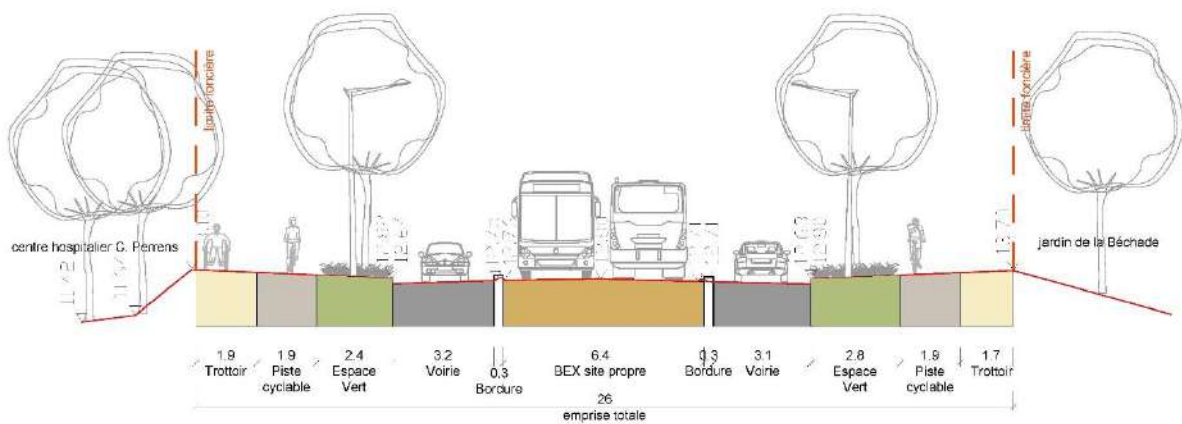 limite foncière
limite foncière
centre hospitalier G. Perrens
jardin de la Béchade
1.9 1.9 2.4 3.2 0.3 6.4 0.3 3.1 2.8 1.9 1.7
Trottoir Piste Espace Voirie Bordure BEX site propre Bordure Voirie Espace Piste Trottoir
cyclable Vert Vert cyclable
26
emprise totale